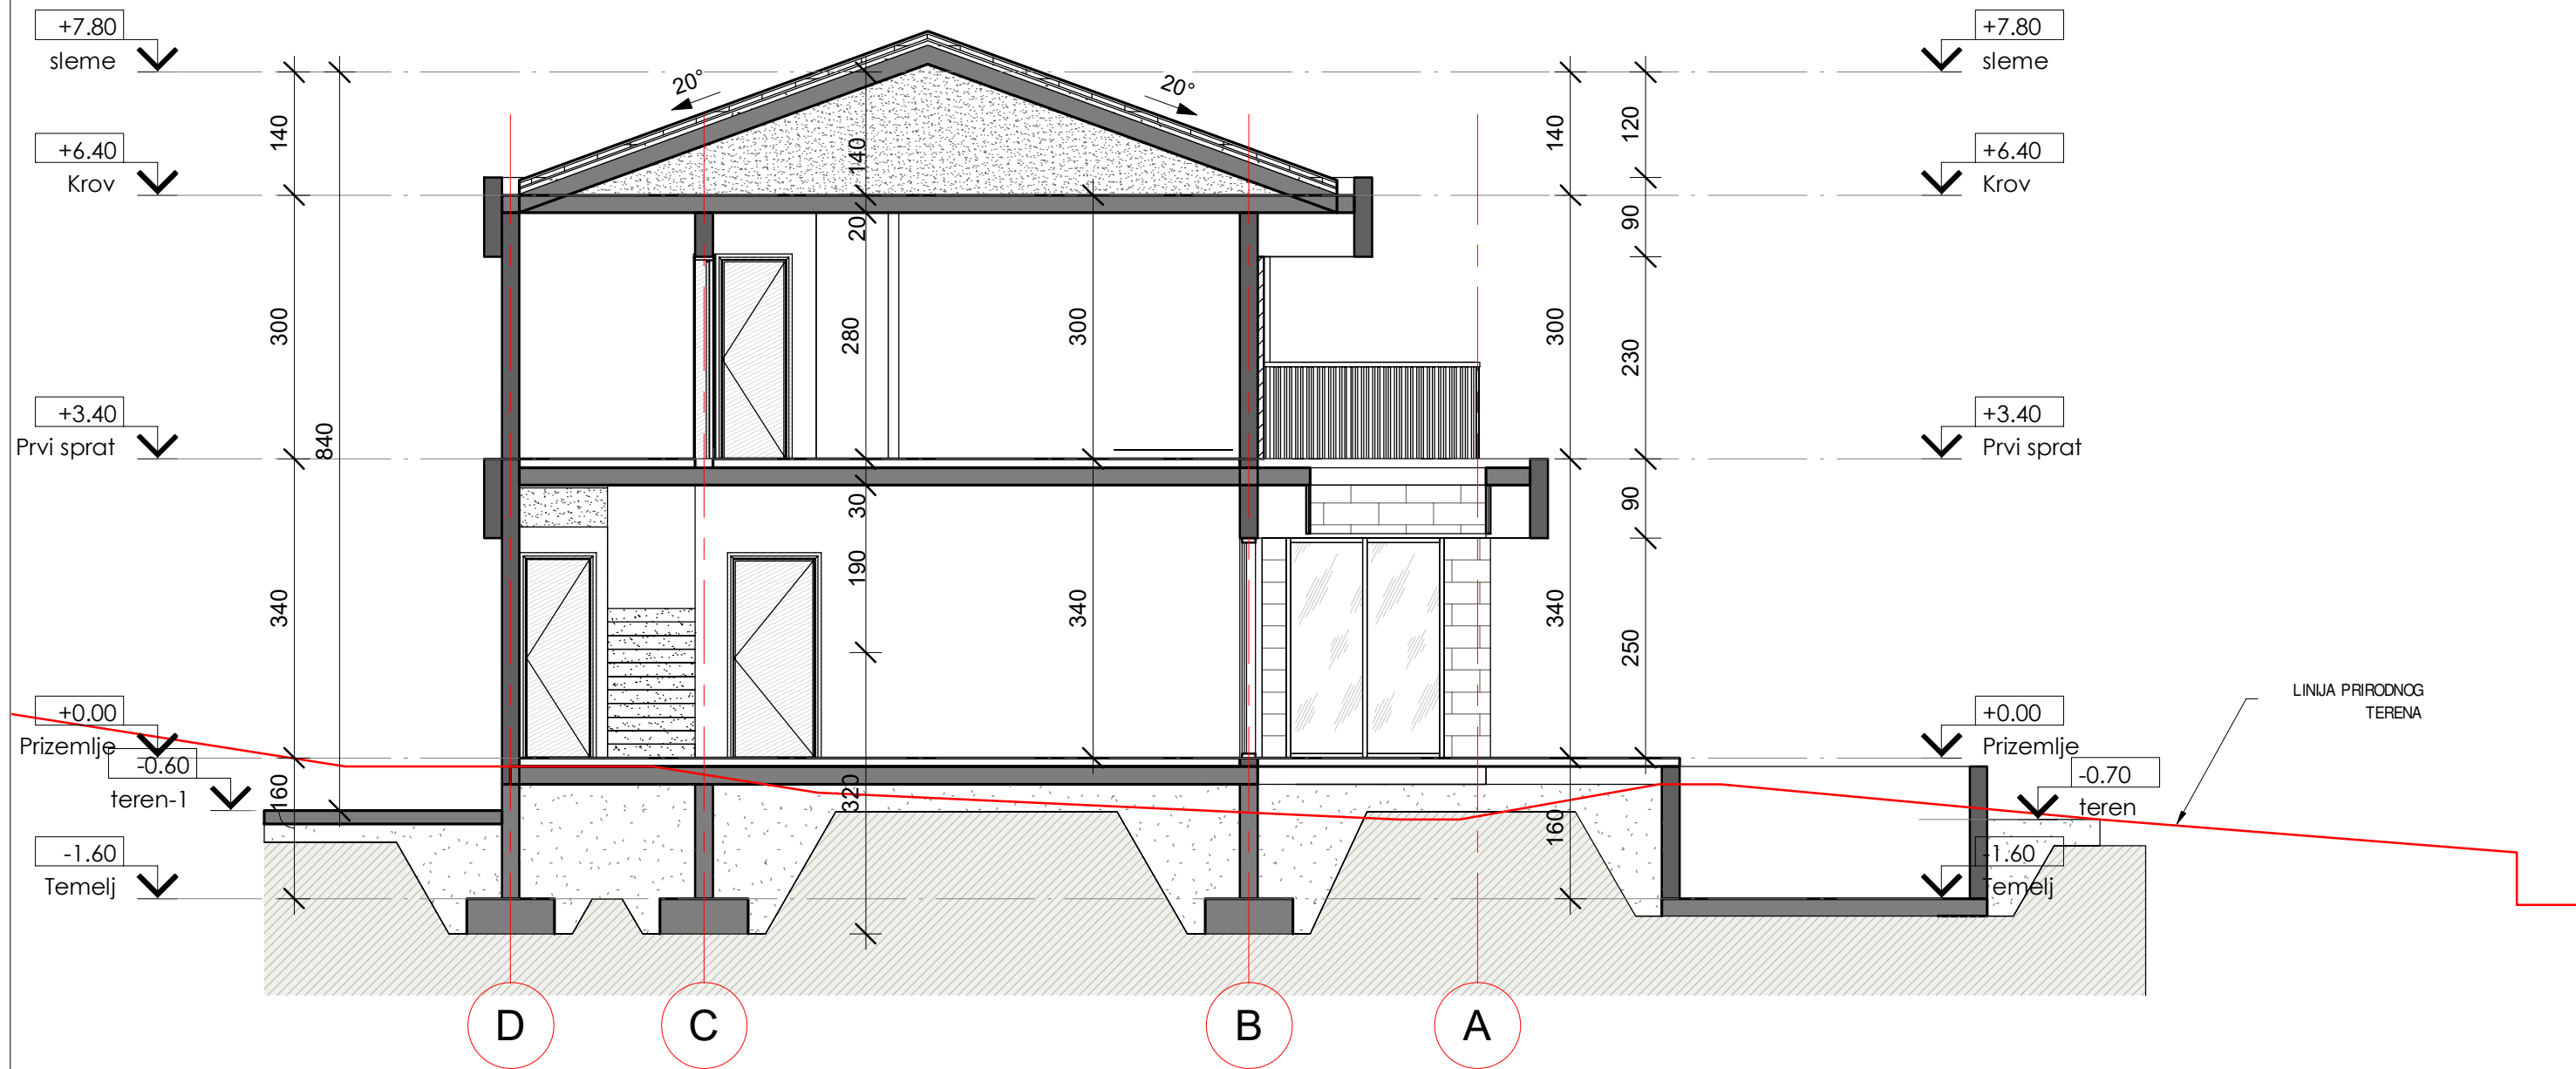 +7.80
sleme
+7.80
sleme
20°
20°
140
140
140
120
+6.40
Krov
+6.40
Krov
20
90
300
280
300
300
230
+3.40
Prvi sprat
+3.40
Prvi sprat
840
30
90
190
340
340
340
250
LINIJA PRIRODNOG
TERENA
+0.00
Prizemlje
+0.00
Prizemlje
-0.60
teren-1
-0.70
teren
160
320
160
-1.60
Temelj
-1.60
Temelj
D
C
B
A